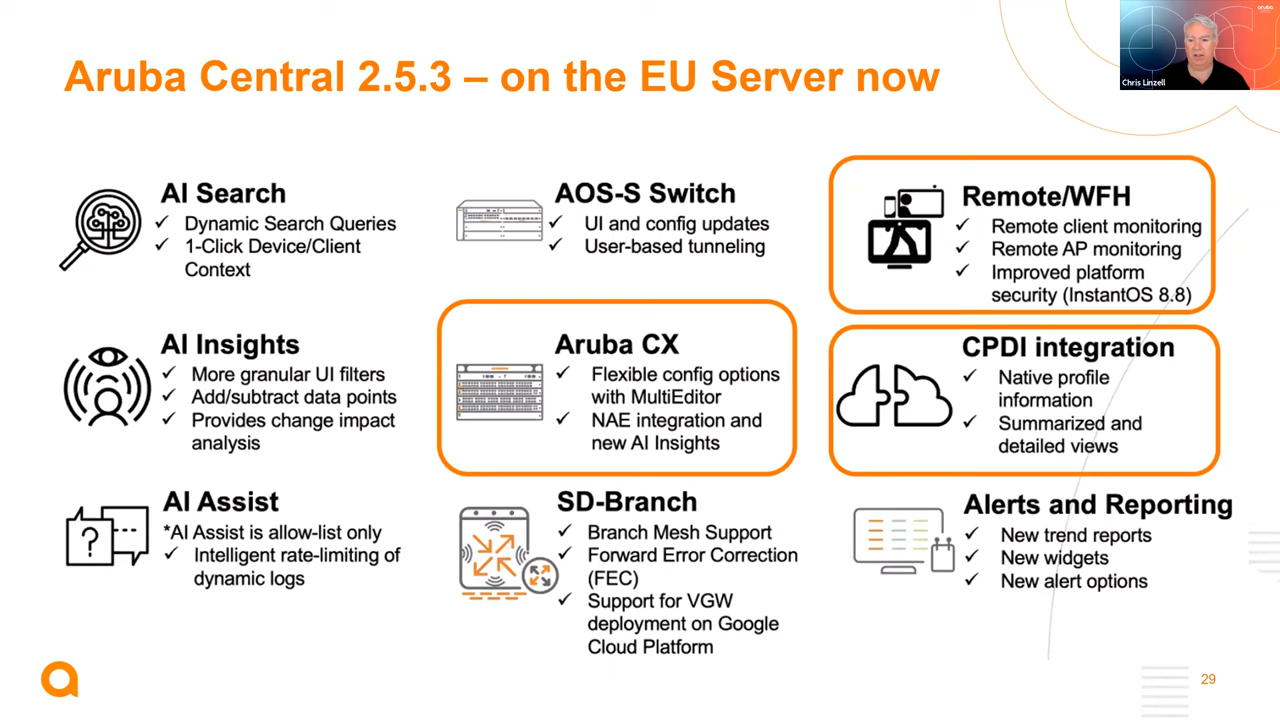 Aruba Central 2.5.3 – on the EU Server now
aruba
Chris Linzell
AI Search
✓ Dynamic Search Queries
✓ 1-Click Device/Client
Context
AOS-S Switch
✓ UI and config updates
✓ User-based tunneling
Remote/WFH
✓ Remote client monitoring
✓ Remote AP monitoring
✓ Improved platform
security (InstantOS 8.8)
AI Insights
✓ More granular UI filters
✓ Add/subtract data points
✓ Provides change impact
analysis
Aruba CX
✓ Flexible config options
with MultiEditor
✓ NAE integration and
new AI Insights
CPDI integration
✓ Native profile
information
✓ Summarized and
detailed views
AI Assist
*AI Assist is allow-list only
✓ Intelligent rate-limiting of
dynamic logs
SD-Branch
✓ Branch Mesh Support
✓ Forward Error Correction
(FEC)
✓ Support for VGW
deployment on Google
Cloud Platform
Alerts and Reporting
✓ New trend reports
✓ New widgets
✓ New alert options
29